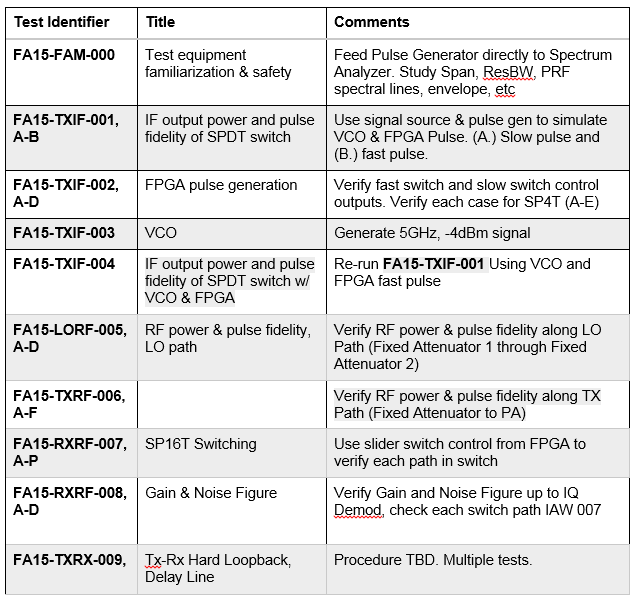 Test Identifier
Title
Comments
FA15-FAM-000
Test equipment
familiarization & safety
Feed Pulse Generator directly to Spectrum
Analyzer. Study Span, ResBW, PRF
spectral lines, envelope, etc
FA15-TXIF-001,
A-B
IF output power and pulse
fidelity of SPDT switch
Use signal source & pulse gen to simulate
VCO & FPGA Pulse. (A.) Slow pulse and
(B.) fast pulse.
FA15-TXIF-002,
A-D
FPGA pulse generation
Verify fast switch and slow switch control
outputs. Verify each case for SP4T (A-E)
FA15-TXIF-003
VCO
Generate 5GHz, -4dBm signal
FA15-TXIF-004
IF output power and pulse
fidelity of SPDT switch w/
VCO & FPGA
Re-run FA15-TXIF-001 Using VCO and
FPGA fast pulse
FA15-LORF-005,
A-D
RF power & pulse fidelity,
LO path
Verify RF power & pulse fidelity along LO
Path (Fixed Attenuator 1 through Fixed
Attenuator 2)
FA15-TXRF-006,
A-F
Verify RF power & pulse fidelity along TX
Path (Fixed Attenuator to PA)
FA15-RXRF-007,
A-P
SP16T Switching
Use slider switch control from FPGA to
verify each path in switch
FA15-RXRF-008,
A-D
Gain & Noise Figure
Verify Gain and Noise Figure up to IQ
Demod, check each switch path IAW 007
FA15-TXRX-009,
Tx-Rx Hard Loopback,
Delay Line
Procedure TBD. Multiple tests.